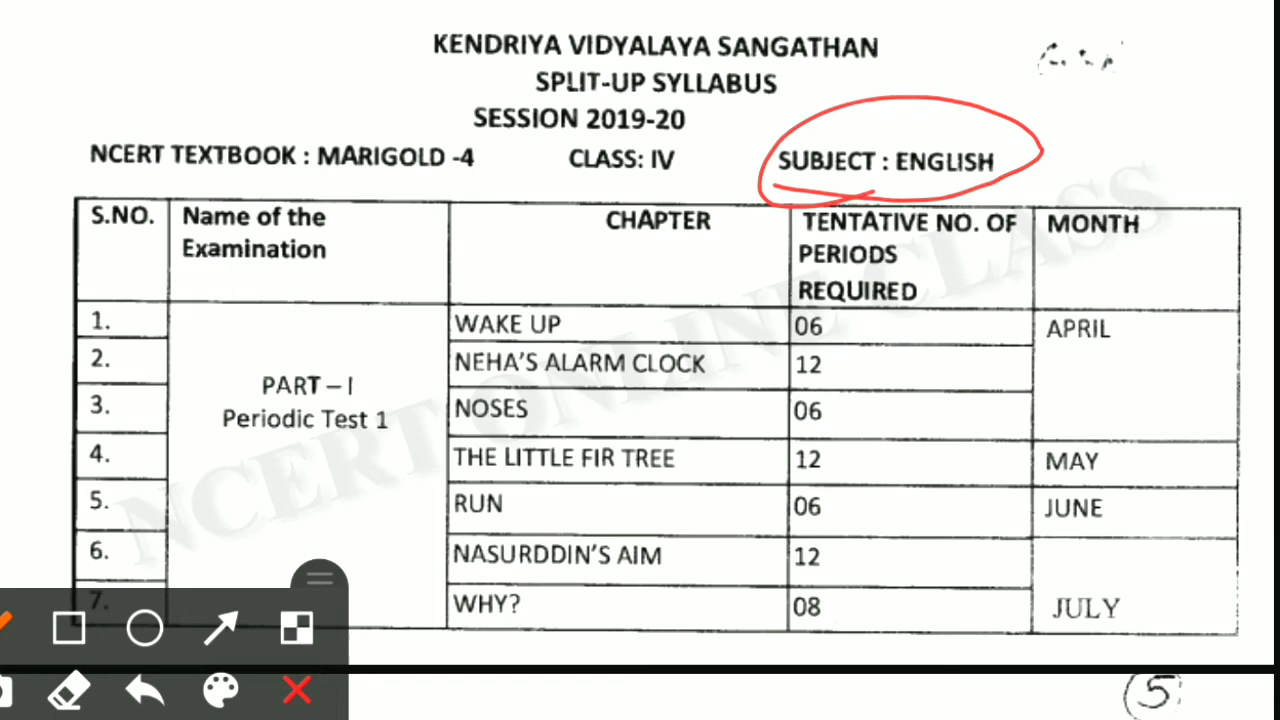 KENDRIYA VIDYALAYA SANGATHAN
SPLIT-UP SYLLABUS
SESSION 2019-20
NCERT TEXTBOOK : MARIGOLD -4 CLASS: IV SUBJECT : ENGLISH
S.NO. Name of the Examination CHAPTER TENTATIVE NO. OF PERIODS REQUIRED MONTH
1. WAKE UP 06 APRIL
2. NEHA'S ALARM CLOCK 12
PART – I
Periodic Test 1
3. NOSES 06
4. THE LITTLE FIR TREE 12 MAY
5. RUN 06 JUNE
6. NASURDDIN'S AIM 12
7. WHY? 08 JULY
5
NCERT ONLINE CLASS